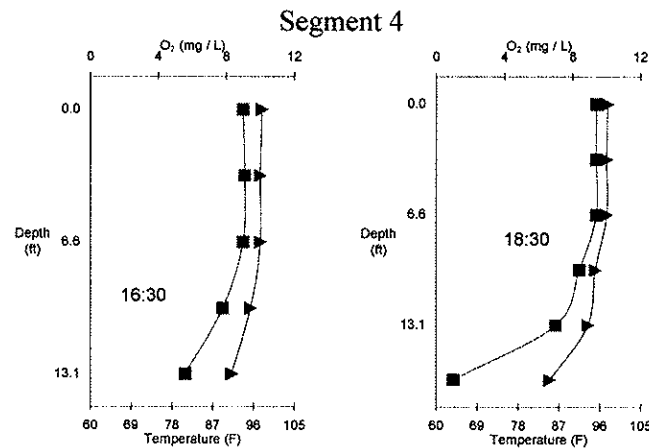 Segment 4
O₂ (mg / L) O₂ (mg / L)
0 4 8 12 0 4 8 12
0.0 0.0
6.6 6.6
Depth Depth
(ft) (ft)
16:30 18:30
13.1 13.1
60 69 78 87 96 105 60 69 78 87 96 105
Temperature (F) Temperature (F)